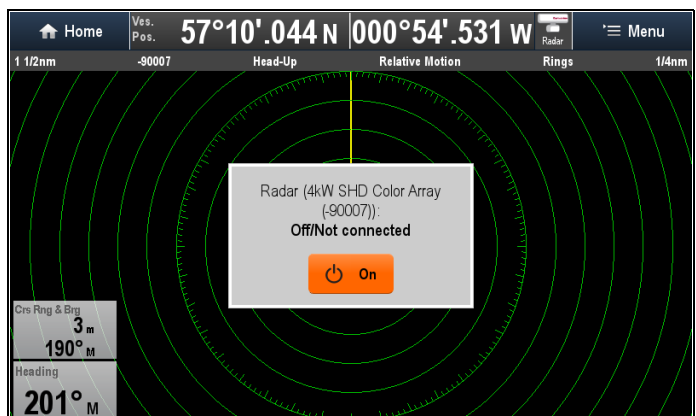 Home
Ves. Pos.
57°10'.044 N
000°54'.531 W
Radar
Menu
1 1/2nm -90007 Head-Up Relative Motion Rings 1/4nm
Radar (4kW SHD Color Array
(-90007)):
Off/Not connected
On
Crs Rng & Brg
3 m
190° M
Heading
201° M